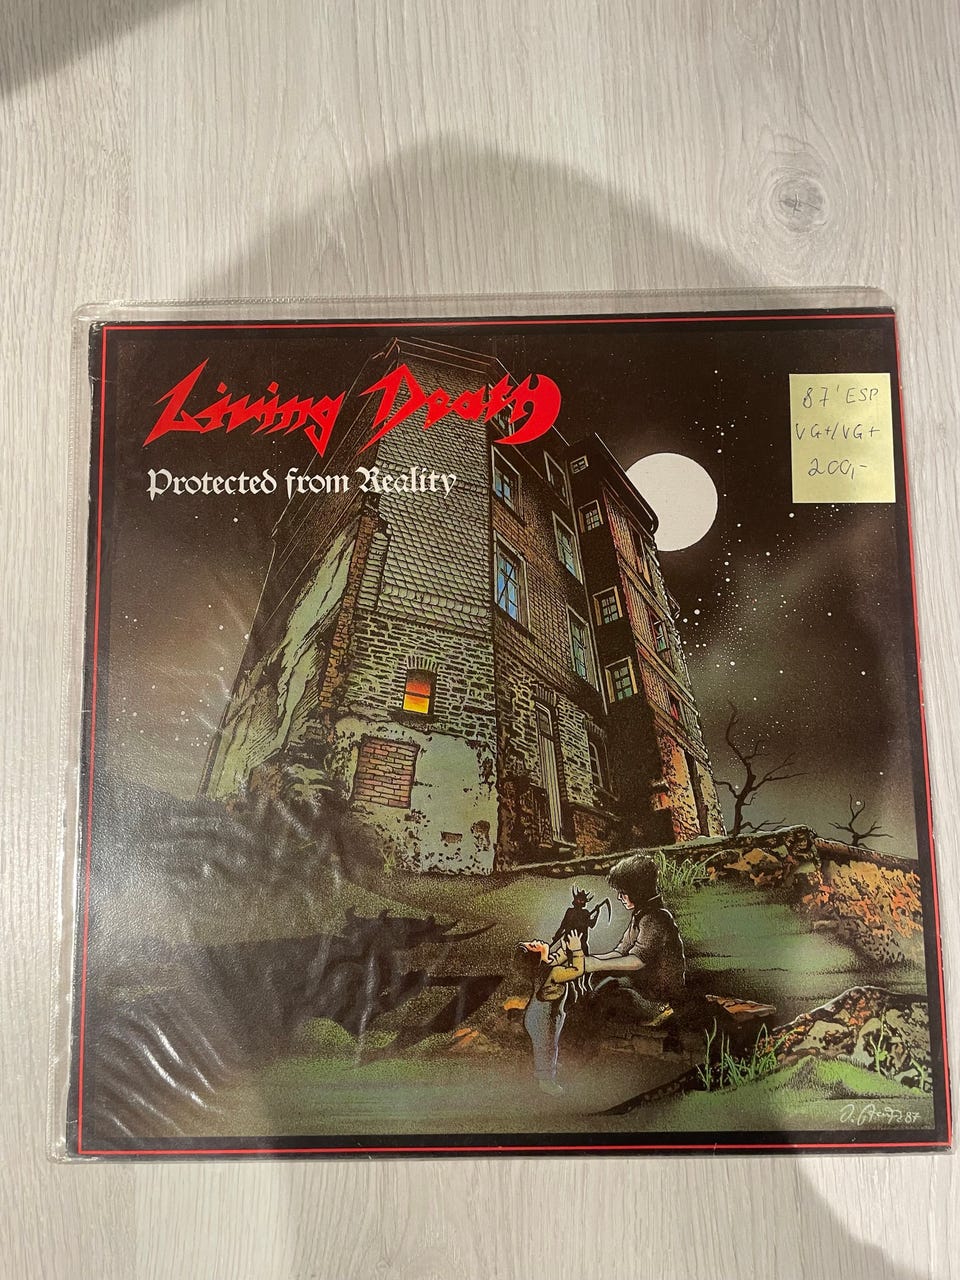 Living Death
Protected from Reality
87' ESP
VG+/VG+
200,-